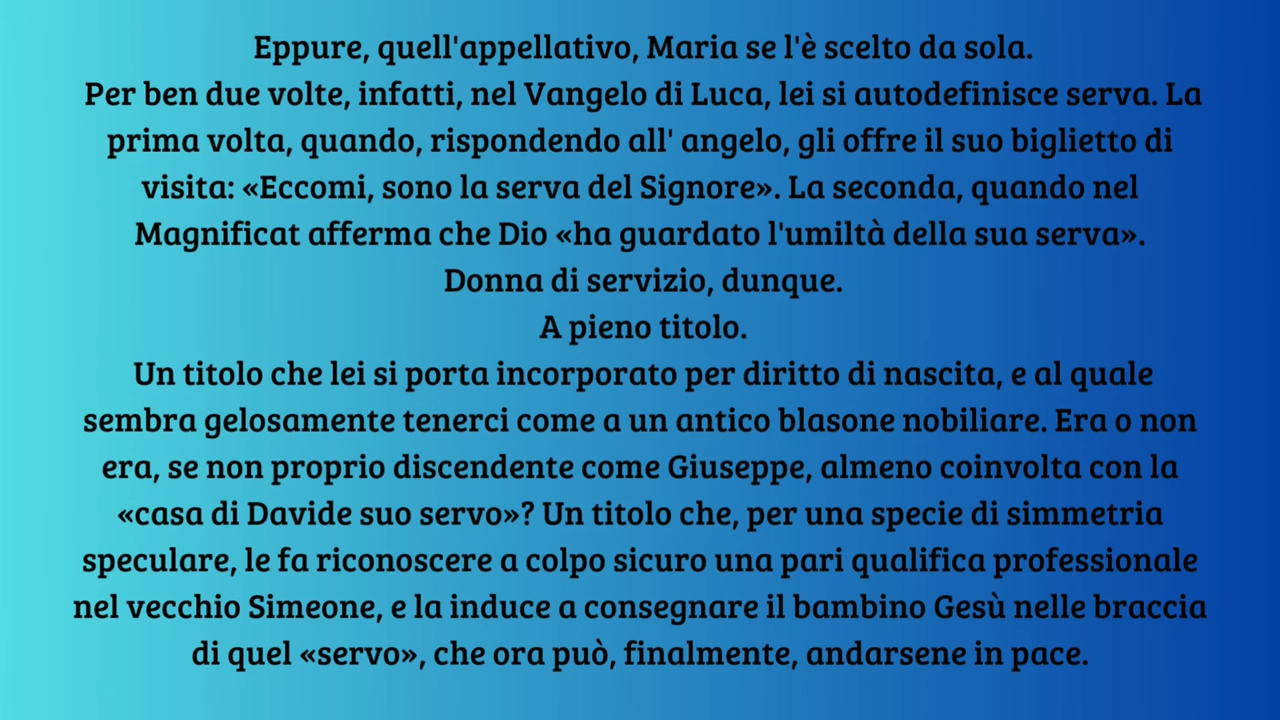 Eppure, quell'appellativo, Maria se l'è scelto da sola.
Per ben due volte, infatti, nel Vangelo di Luca, lei si autodefinisce serva. La
prima volta, quando, rispondendo all' angelo, gli offre il suo biglietto di
visita: «Eccomi, sono la serva del Signore». La seconda, quando nel
Magnificat afferma che Dio «ha guardato l'umiltà della sua serva».
Donna di servizio, dunque.
A pieno titolo.
Un titolo che lei si porta incorporato per diritto di nascita, e al quale
sembra gelosamente tenerci come a un antico blasone nobiliare. Era o non
era, se non proprio discendente come Giuseppe, almeno coinvolta con la
«casa di Davide suo servo»? Un titolo che, per una specie di simmetria
speculare, le fa riconoscere a colpo sicuro una pari qualifica professionale
nel vecchio Simeone, e la induce a consegnare il bambino Gesù nelle braccia
di quel «servo», che ora può, finalmente, andarsene in pace.